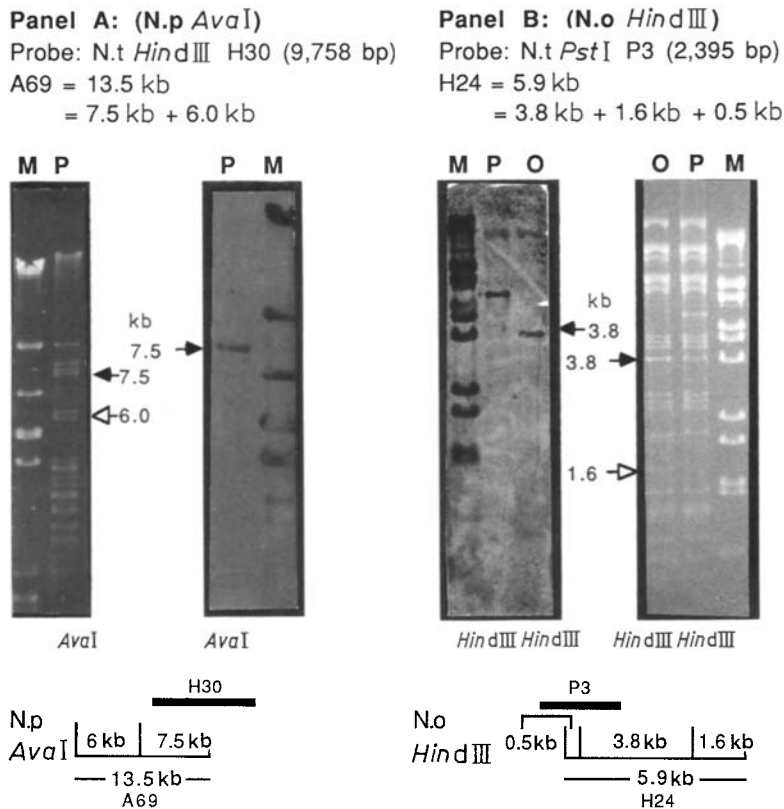 Panel A: (N.p AvaI)
Probe: N.t HindIII H30 (9,758 bp)
A69 = 13.5 kb
= 7.5 kb + 6.0 kb
M P
P M
kb
7.5
7.5
6.0
AvaI
AvaI
H30
N.p
AvaI
6 kb
7.5 kb
13.5 kb
A69
Panel B: (N.o HindIII)
Probe: N.t PstI P3 (2,395 bp)
H24 = 5.9 kb
= 3.8 kb + 1.6 kb + 0.5 kb
M P O
O P M
kb
3.8
3.8
1.6
HindIII HindIII
HindIII HindIII
P3
N.o
HindIII
0.5kb
3.8 kb
1.6 kb
5.9 kb
H24